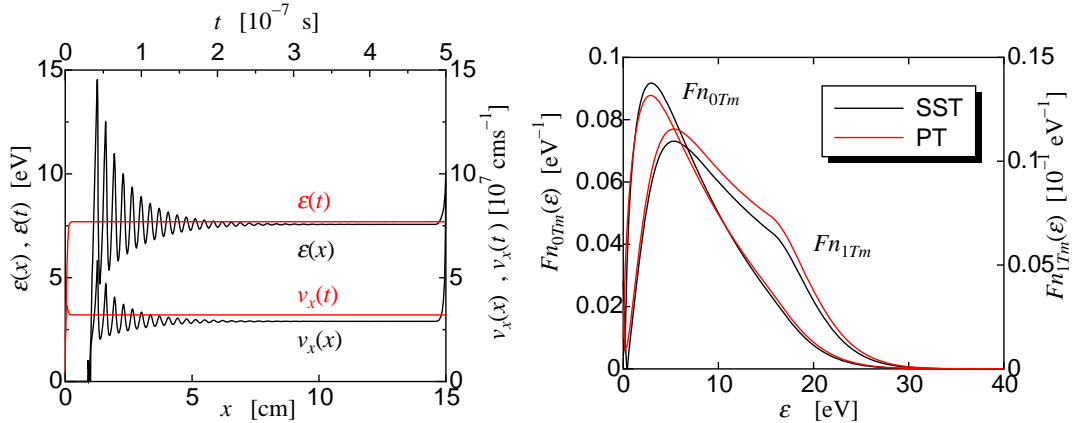 t [10⁻⁷ s]
0 1 2 3 4 5
15
10
5
0
ε(x) , ε(t) [eV]
ε(t)
ε(x)
vₓ(t)
vₓ(x)
15
10
5
0
vₓ(x) , vₓ(t) [10⁷ cms⁻¹]
0 5 10 15
x [cm]
0.1
0.08
0.06
0.04
0.02
0
Fn₀Tm(ε) [eV⁻¹]
Fn₀Tm
SST
PT
Fn₁Tm
0.15
0.1
0.05
0
Fn₁Tm(ε) [10⁻¹ eV⁻¹]
0 10 20 30 40
ε [eV]